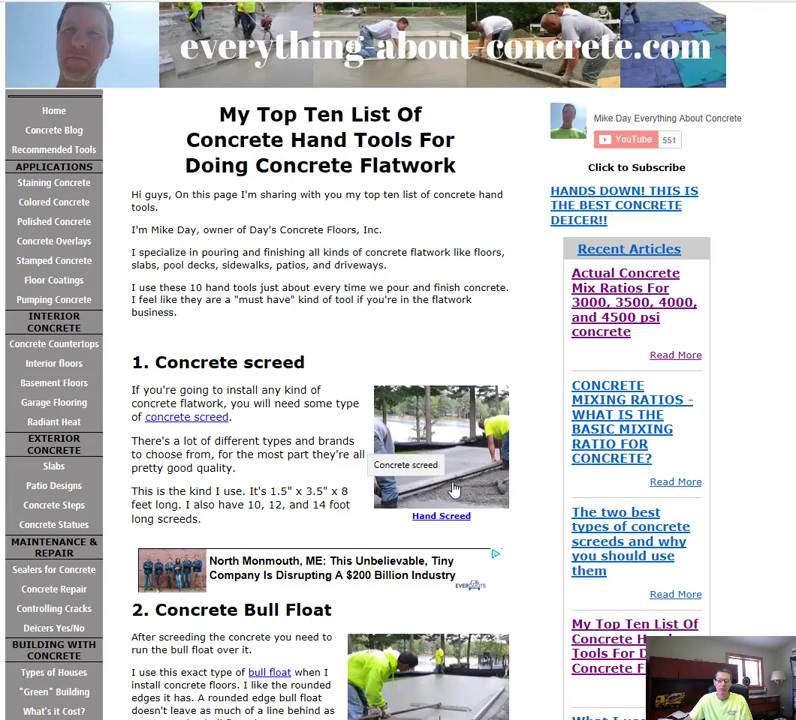 everything-about-concrete.com
Home
Concrete Blog
Recommended Tools
APPLICATIONS
Staining Concrete
Colored Concrete
Polished Concrete
Concrete Overlays
Stamped Concrete
Floor Coatings
Pumping Concrete
INTERIOR
CONCRETE
Concrete Countertops
Interior floors
Basement Floors
Garage Flooring
Radiant Heat
EXTERIOR
CONCRETE
Slabs
Patio Designs
Concrete Steps
Concrete Statues
MAINTENANCE &
REPAIR
Sealers for Concrete
Concrete Repair
Controlling Cracks
Deicers Yes/No
BUILDING WITH
CONCRETE
Types of Houses
"Green" Building
What's it Cost?
My Top Ten List Of
Concrete Hand Tools For
Doing Concrete Flatwork
Hi guys, On this page I'm sharing with you my top ten list of concrete hand
tools.
I'm Mike Day, owner of Day's Concrete Floors, Inc.
I specialize in pouring and finishing all kinds of concrete flatwork like floors,
slabs, pool decks, sidewalks, patios, and driveways.
I use these 10 hand tools just about every time we pour and finish concrete.
I feel like they are a "must have" kind of tool if you're in the flatwork
business.
1. Concrete screed
If you're going to install any kind of
concrete flatwork, you will need some type
of concrete screed.
There's a lot of different types and brands
to choose from, for the most part they're all
pretty good quality.
This is the kind I use. It's 1.5" x 3.5" x 8
feet long. I also have 10, 12, and 14 foot
long screeds.
Concrete screed
Hand Screed
North Monmouth, ME: This Unbelievable, Tiny
Company Is Disrupting A $200 Billion Industry
EVERQUOTE
2. Concrete Bull Float
After screeding the concrete you need to
run the bull float over it.
I use this exact type of bull float when I
install concrete floors. I like the rounded
edges it has. A rounded edge bull float
doesn't leave as much of a line behind as
Mike Day Everything About Concrete
YouTube 551
Click to Subscribe
HANDS DOWN! THIS IS
THE BEST CONCRETE
DEICER!!
Recent Articles
Actual Concrete
Mix Ratios For
3000, 3500, 4000,
and 4500 psi
concrete
Read More
CONCRETE
MIXING RATIOS -
WHAT IS THE
BASIC MIXING
RATIO FOR
CONCRETE?
Read More
The two best
types of concrete
screeds and why
you should use
them
Read More
My Top Ten List Of
Concrete
Tools For
Concrete
What I